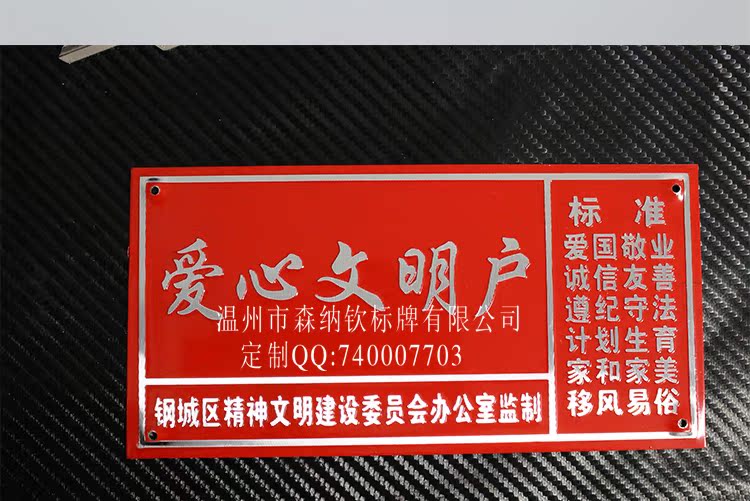 爱心文明户
温州市森纳钦标牌有限公司
定制QQ:740007703
钢城区精神文明建设委员会办公室监制
标准
爱国敬业
诚信友善
遵纪守法
计划生育
家和家美
移风易俗